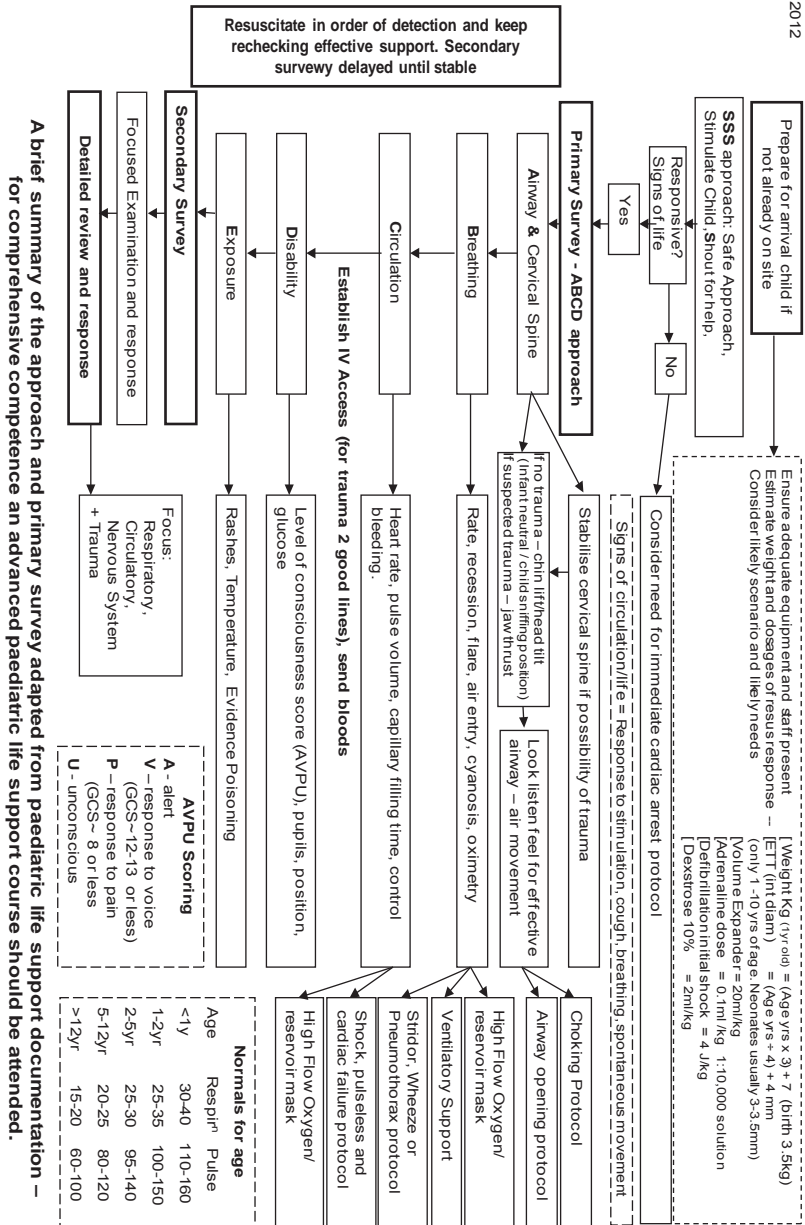 2012
Resuscitate in order of detection and keep
rechecking effective support. Secondary
survewy delayed until stable
Prepare for arrival child if
not already on site
Ensure adequate equipment and staff present
Estimate weight and dosages of resus response --
Consider likely scenario and likely needs
[Weight Kg (1yr old) = (Age yrs x 3) + 7 (birth 3.5kg)
[ETT (int diam) = (Age yrs ÷ 4) + 4 mm
(only 1 -10 yrs of age. Neonates usually 3-3.5mm)
[Volume Expander = 20ml/kg
[Adrenaline dose = 0.1ml /kg 1:10,000 solution
[Defibrillation initial shock = 4 J/kg
[Dexstrose 10% = 2ml/kg
SSS approach: Safe Approach,
Stimulate Child, Shout for help,
Responsive?
Signs of life
No
Consider need for immediate cardiac arrest protocol
Yes
Signs of circulation/life = Response to stimulation, cough, breathing, spontaneous movement
Primary Survey - ABCD approach
Airway & Cervical Spine
Stabilise cervical spine if possibility of trauma
If no trauma – chin lift/head tilt
(Infant neutral / child sniffing position)
If suspected trauma – jaw thrust
Look listen feel for effective
airway – air movement
Choking Protocol
Airway opening protocol
Breathing
Rate, recession, flare, air entry, cyanosis, oximetry
High Flow Oxygen/
reservoir mask
Ventilatory Support
Stridor, Wheeze or
Pneumothorax protocol
Circulation
Heart rate, pulse volume, capillary filling time, control
bleeding.
Shock, pulseless and
cardiac failure protocol
High Flow Oxygen/
reservoir mask
Establish IV Access (for trauma 2 good lines), send bloods
Disability
Level of consciousness score (AVPU), pupils, position,
glucose
Exposure
Rashes, Temperature, Evidence Poisoning
Secondary Survey
Focused Examination and response
Detailed review and response
Focus:
Respiratory,
Circulatory,
Nervous System
+ Trauma
AVPU Scoring
A - alert
V – response to voice
(GCS~ 12-13 or less)
P – response to pain
(GCS~ 8 or less)
U - unconscious
Normals for age
Age Respirⁿ Pulse
<1y 30-40 110-160
1-2yr 25-35 100-150
2-5yr 25-30 95-140
5-12yr 20-25 80-120
>12yr 15-20 60-100
A brief summary of the approach and primary survey adapted from paediatric life support documentation –
for comprehensive competence an advanced paediatric life support course should be attended.